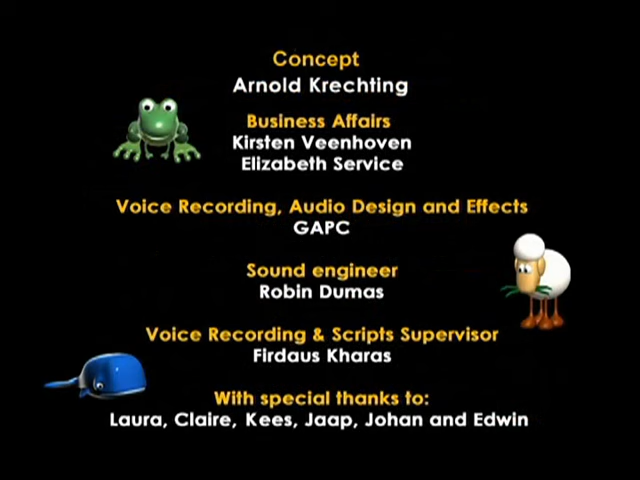 Concept
Arnold Krechting
Business Affairs
Kirsten Veenhoven
Elizabeth Service
Voice Recording, Audio Design and Effects
GAPC
Sound engineer
Robin Dumas
Voice Recording & Scripts Supervisor
Firdaus Kharas
With special thanks to:
Laura, Claire, Kees, Jaap, Johan and Edwin